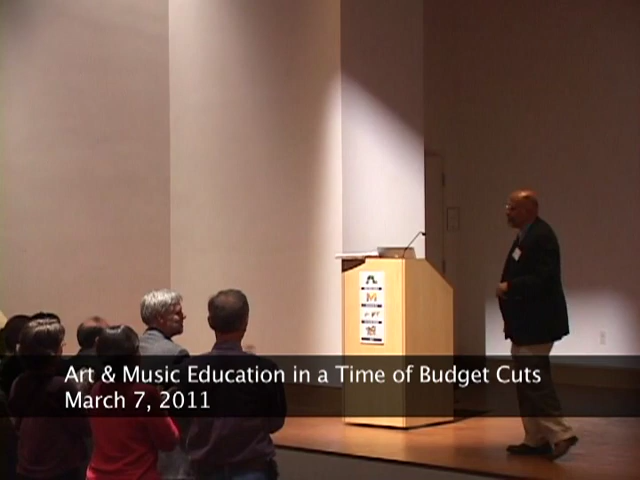 Art & Music Education in a Time of Budget Cuts
March 7, 2011